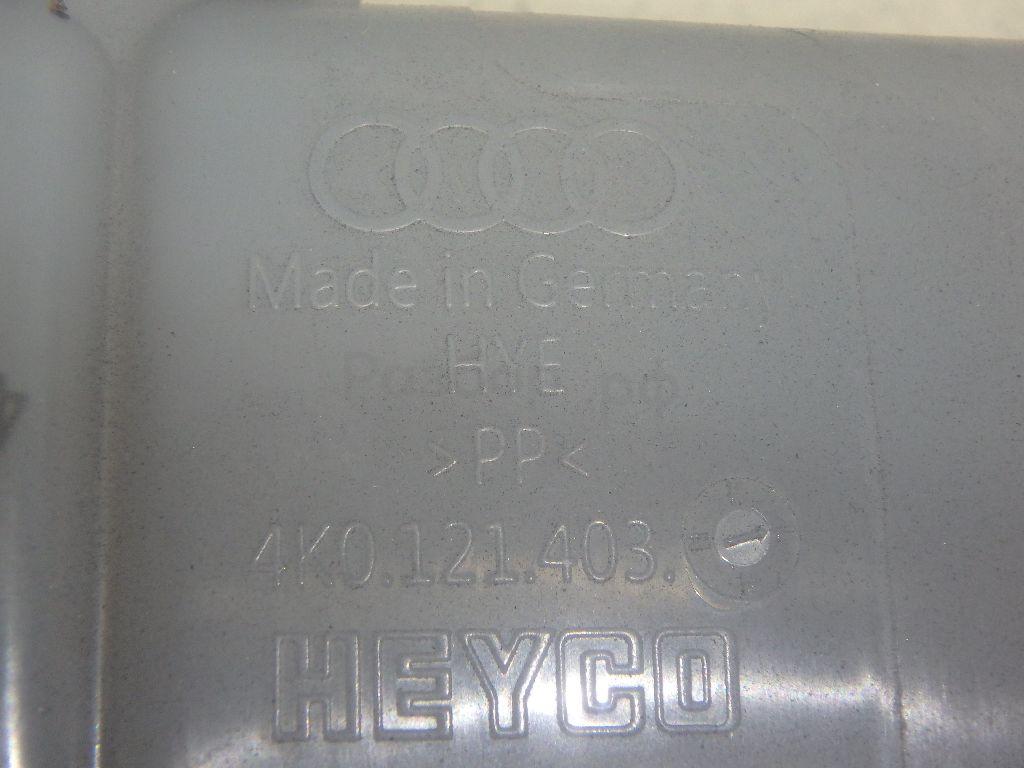 Made in Germany
HYE
>PP<
4K0.121.403.
HEYCO